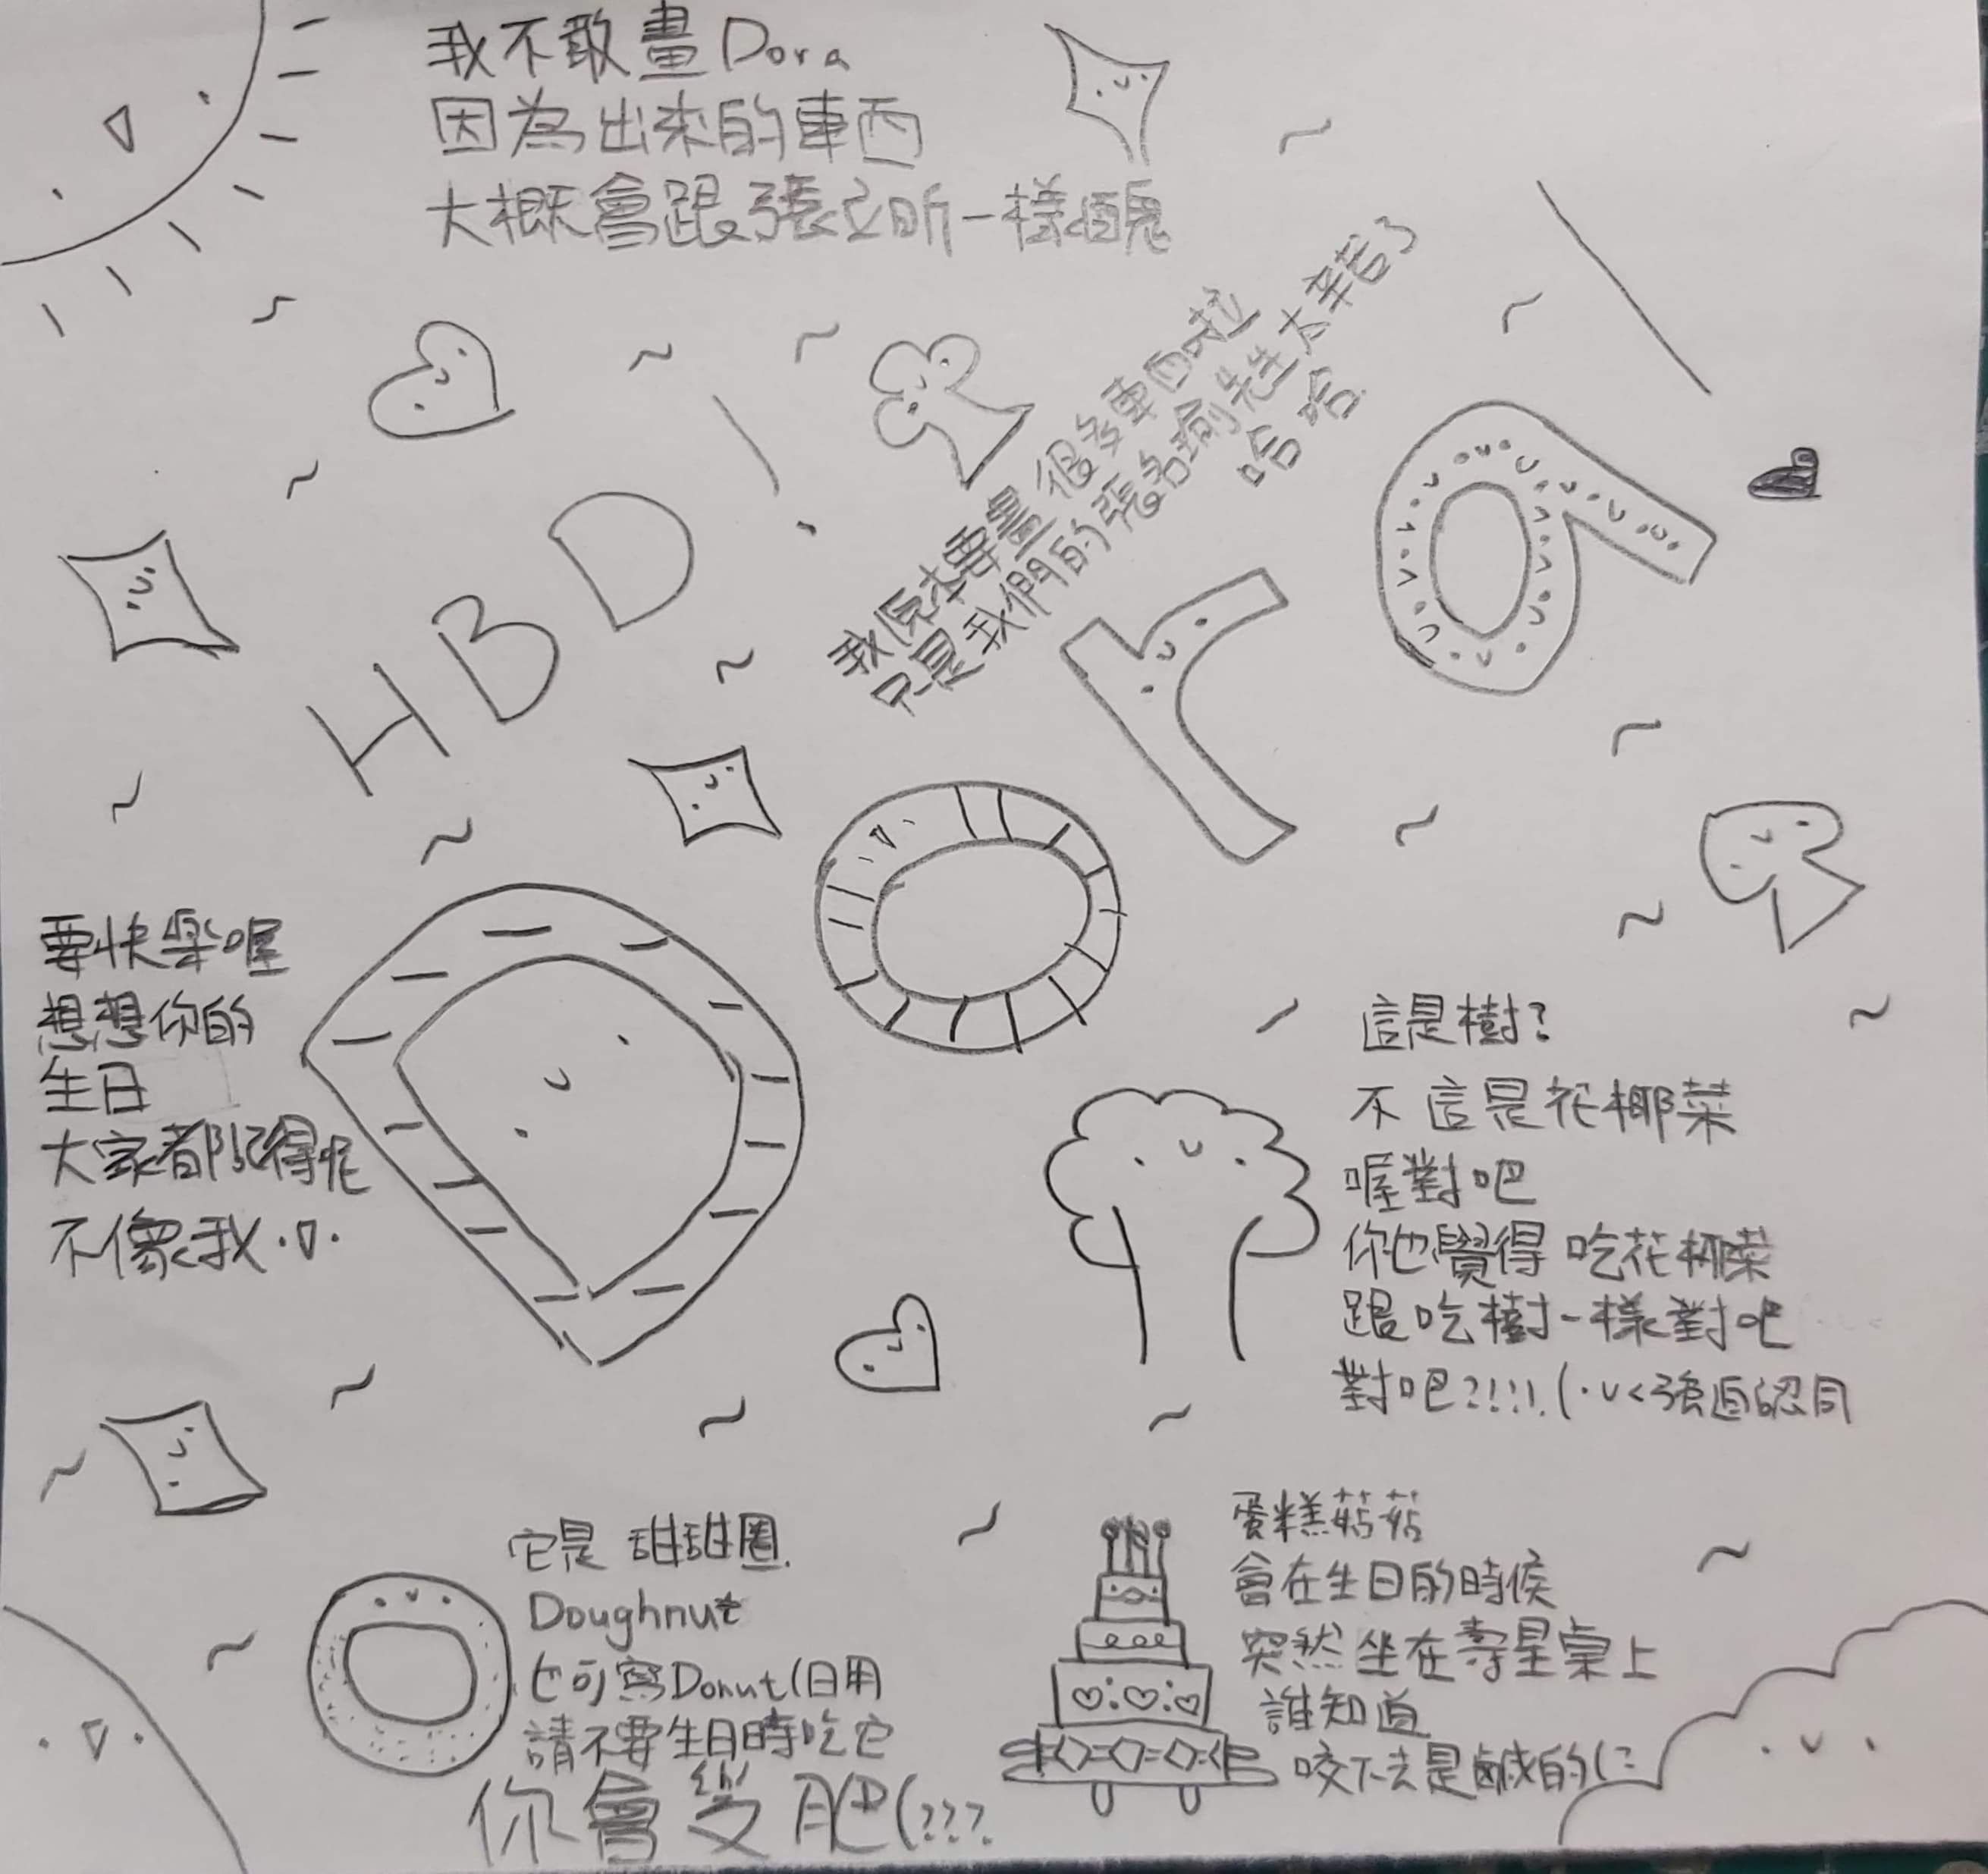 我不敢畫Dora
因為出來的東西
大概會跟張立昕一樣醜
我原本要畫很多東西啦
只是我們的張名瑜先生太辛苦了
哈哈
HBD!
Dora
要快樂喔
想想你的
生日
大家都記得呢
不像我.▽.
這是樹?
不這是花椰菜
喔對吧
你也覺得吃花椰菜
跟吃樹一樣對吧
對吧?!!!(·v<強迫認同
它是 甜甜圈.
Doughnut
也可寫Donut(日用
請不要生日時吃它
你會變肥(???
蛋糕菇菇
會在生日的時候
突然坐在壽星桌上
誰知道
咬下去是鹹的(: